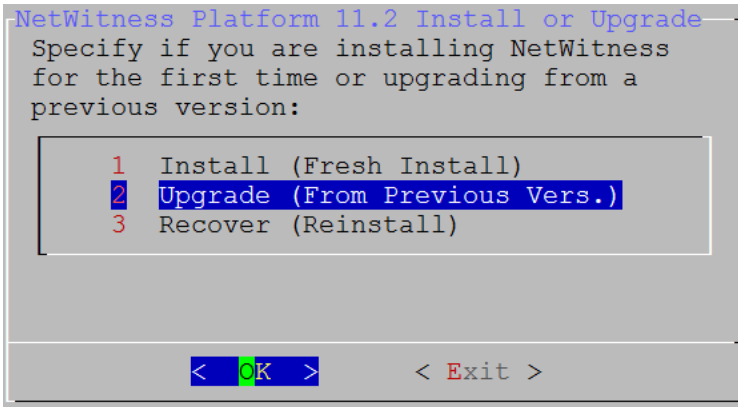 NetWitness Platform 11.2 Install or Upgrade
Specify if you are installing NetWitness
for the first time or upgrading from a
previous version:
1 Install (Fresh Install)
2 Upgrade (From Previous Vers.)
3 Recover (Reinstall)
< OK > < Exit >